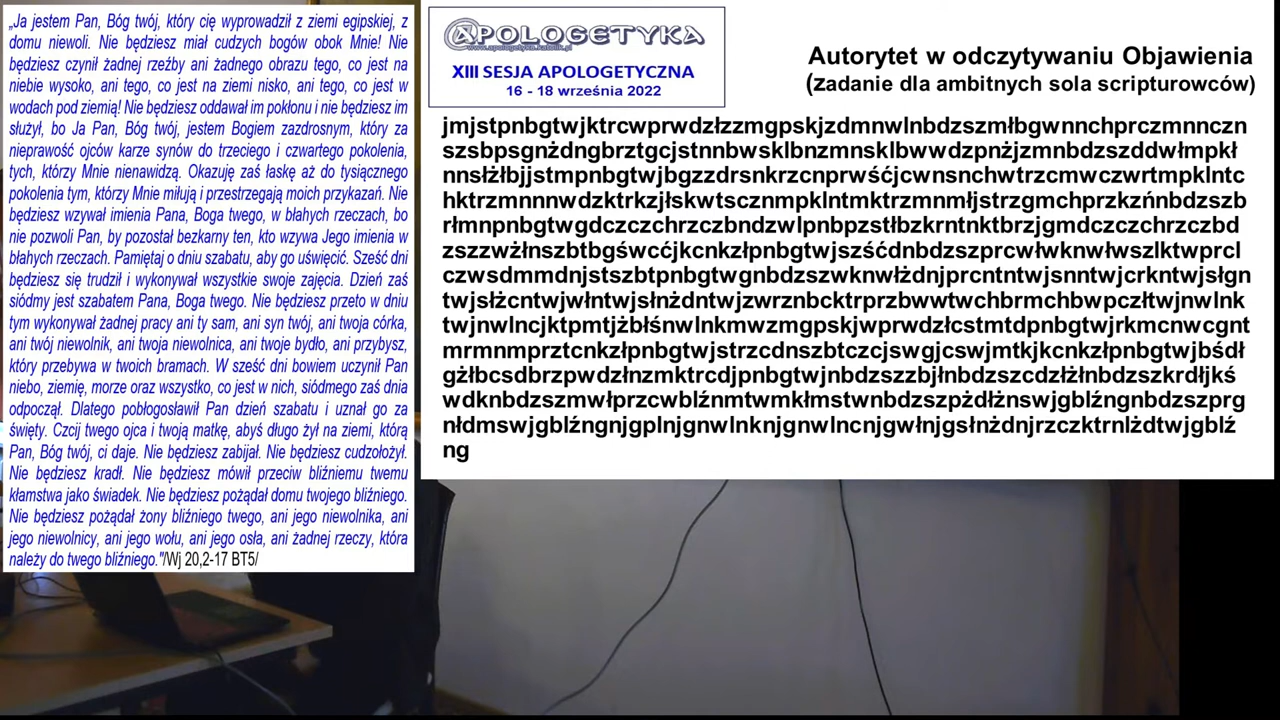 „Ja jestem Pan, Bóg twój, który cię wyprowadził z ziemi egipskiej, z
domu niewoli. Nie będziesz miał cudzych bogów obok Mnie! Nie
będziesz czynił żadnej rzeźby ani żadnego obrazu tego, co jest na
niebie wysoko, ani tego, co jest na ziemi nisko, ani tego, co jest w
wodach pod ziemią! Nie będziesz oddawał im pokłonu i nie będziesz im
służył, bo Ja Pan, Bóg twój, jestem Bogiem zazdrosnym, który za
nieprawość ojców karze synów do trzeciego i czwartego pokolenia,
tych, którzy Mnie nienawidzą. Okazuję zaś łaskę aż do tysiącznego
pokolenia tym, którzy Mnie miłują i przestrzegają moich przykazań. Nie
będziesz wzywał imienia Pana, Boga twego, w błahych rzeczach, bo
nie pozwoli Pan, by pozostał bezkarny ten, kto wzywa Jego imienia w
błahych rzeczach. Pamiętaj o dniu szabatu, aby go uświęcić. Sześć dni
będziesz się trudził i wykonywał wszystkie swoje zajęcia. Dzień zaś
siódmy jest szabatem Pana, Boga twego. Nie będziesz przeto w dniu
tym wykonywał żadnej pracy ani ty sam, ani syn twój, ani twoja córka,
ani twój niewolnik, ani twoja niewolnica, ani twoje bydło, ani przybysz,
który przebywa w twoich bramach. W sześć dni bowiem uczynił Pan
niebo, ziemię, morze oraz wszystko, co jest w nich, siódmego zaś dnia
odpoczął. Dlatego pobłogosławił Pan dzień szabatu i uznał go za
święty. Czcij twego ojca i twoją matkę, abyś długo żył na ziemi, którą
Pan, Bóg twój, ci daje. Nie będziesz zabijał. Nie będziesz cudzołożył.
Nie będziesz kradł. Nie będziesz mówił przeciw bliźniemu twemu
kłamstwa jako świadek. Nie będziesz pożądał domu twojego bliźniego.
Nie będziesz pożądał żony bliźniego twego, ani jego niewolnika, ani
jego niewolnicy, ani jego wołu, ani jego osła, ani żadnej rzeczy, która
należy do twego bliźniego."/Wj 20,2-17 BT5/
@POLOGETYKA
www.apologetyka.katolik.pl
XIII SESJA APOLOGETYCZNA
16 - 18 września 2022
Autorytet w odczytywaniu Objawienia
(zadanie dla ambitnych sola scripturowców)
jmjstpnbgtwjktrcwprwdzłzzmgpskjzdmnwlnbdzszmłbgwnnchprczmnnczn
szsbpsgnżdngbrztgcjstnnbwsklbnzmnsklbwwdzpnżjzmnbdzszddwłmpkł
nnsłżłbjjstmpnbgtwjbgzzdrsnkrzcnprwśćjcwnsnchwtrzcmwczwrtmpklntc
hktrzmnnnwdzktrkzjłskwtscznmpklntmktrzmnmłjstrzgmchprzkzńnbdzszb
rłmnpnbgtwgdczczchrzczbndzwlpnbpzstłbzkrntnktbrzjgmdczczchrzczbd
zszzwżłnszbtbgśwcćjkcnkzłpnbgtwjszśćdnbdzszprcwłwknwłwszlktwprcl
czwsdmmdnjstszbtpnbgtwgnbdzszwknwłżdnjprcntntwjsnntwjcrkntwjsłgn
twjsłżcntwjwłntwjsłnżdntwjzwrznbcktrprzbwwtwchbrmchbwpczłtwjnwlnk
twjnwlncjktpmtjżbłśnwlnkmwzmgpskjwprwdzłcstmtdpnbgtwjrkmcnwcgnt
mrmnmprztcnkzłpnbgtwjstrzcdnszbtczcjswgjcswjmtkjkcnkzłpnbgtwjbśdł
gżłbcsdbrzpwdzłnzmktrcdjpnbgtwjnbdzszzbjłnbdzszcdzłżłnbdzszkrdłjkś
wdknbdzszmwłprzcwblźnmtwmkłmstwnbdzszpżdłżnswjgblźngnbdzszprg
nłdmswjgblźngnjgplnjgnwlnknjgnwlncnjgwłnjgsłnżdnjrzczktrnlżdtwjgblź
ng